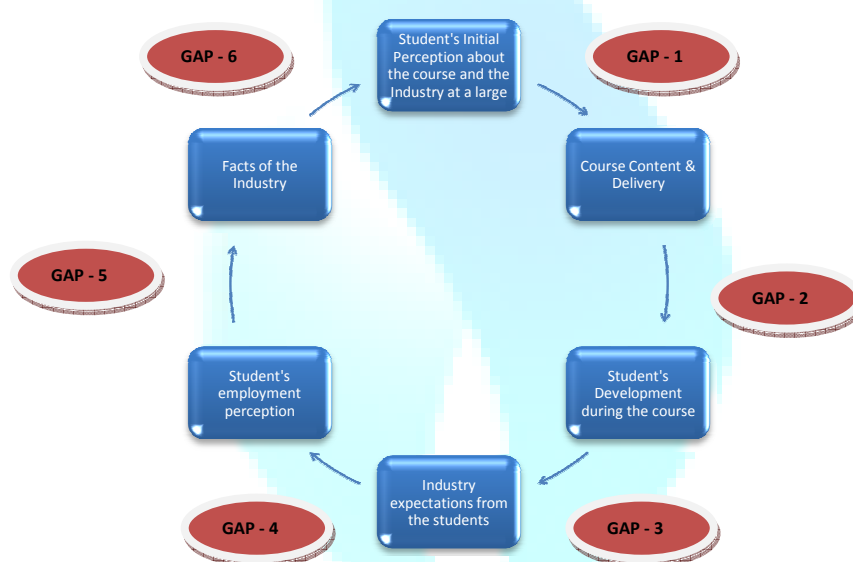 GAP - 6
Student's Initial
Perception about
the course and the
Industry at a large
GAP - 1
Facts of the
Industry
Course Content &
Delivery
GAP - 5
GAP - 2
Student's
employment
perception
Student's
Development
during the course
Industry
expectations from
the students
GAP - 4
GAP - 3